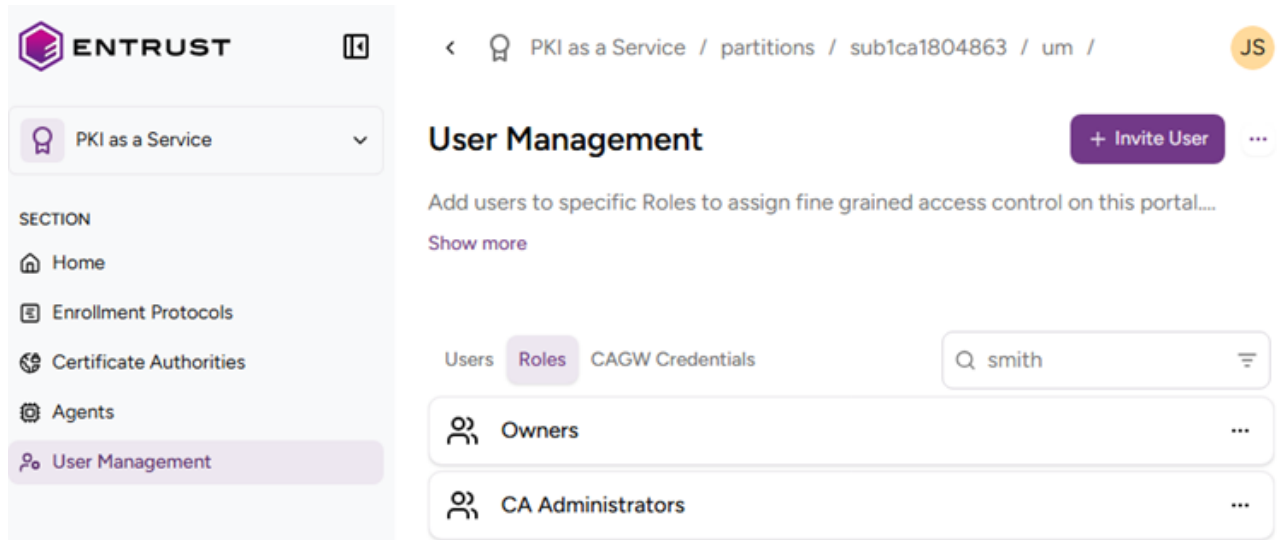 ENTRUST
PKI as a Service
SECTION
Home
Enrollment Protocols
Certificate Authorities
Agents
User Management
PKI as a Service / partitions / sub1ca1804863 / um /
JS
User Management
+ Invite User
Add users to specific Roles to assign fine grained access control on this portal....
Show more
Users Roles CAGW Credentials
smith
Owners
CA Administrators